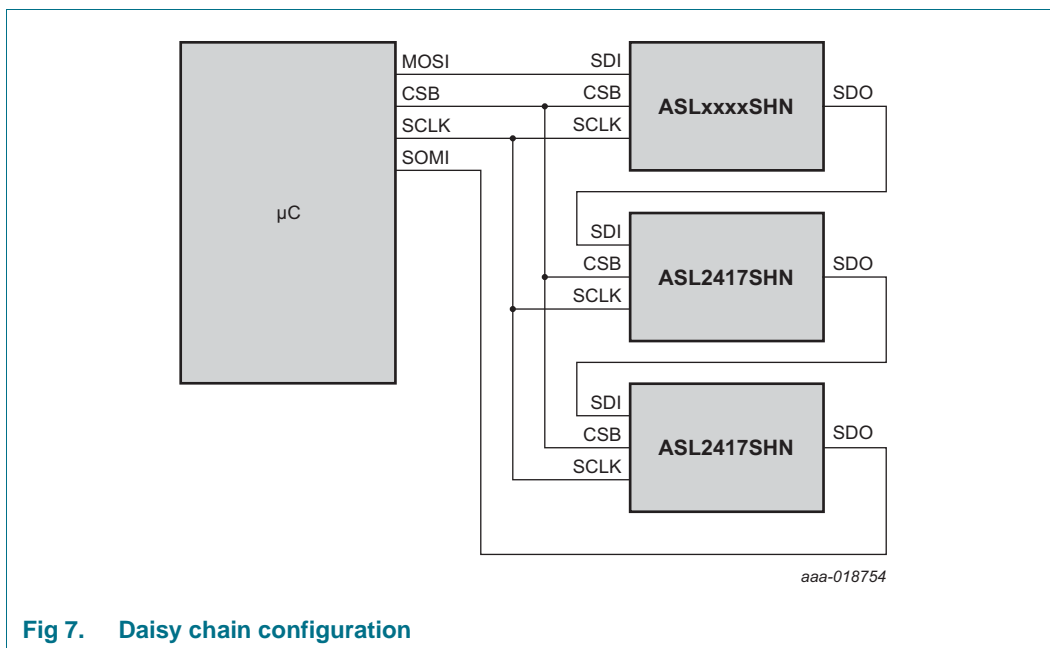 MOSI
CSB
SCLK
SOMI
µC
SDI
CSB
SCLK
ASLxxxxSHN
SDO
SDI
CSB
SCLK
ASL2417SHN
SDO
SDI
CSB
SCLK
ASL2417SHN
SDO
aaa-018754
Fig 7. Daisy chain configuration